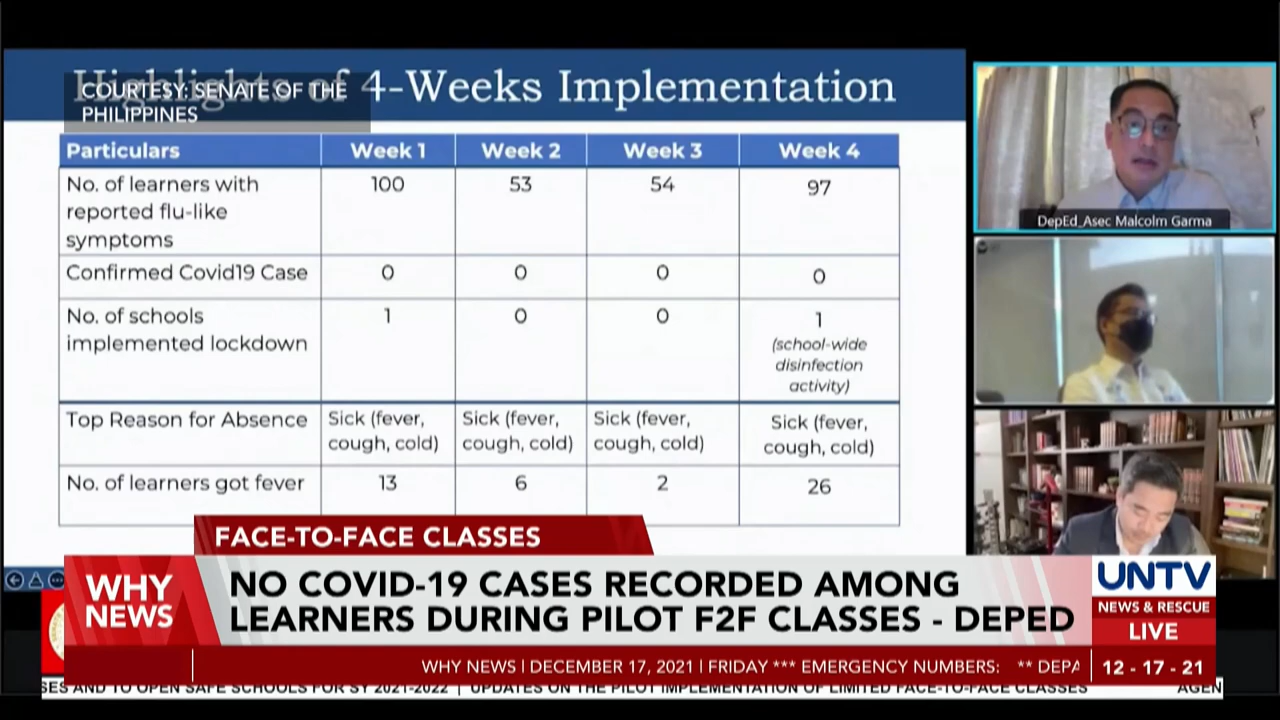 Highlights of 4-Weeks Implementation
COURTESY: SENATE OF THE
PHILIPPINES
Particulars Week 1 Week 2 Week 3 Week 4
No. of learners with
reported flu-like
symptoms
100 53 54 97
Confirmed Covid19 Case 0 0 0 0
No. of schools
implemented lockdown
1 0 0 1
(school-wide
disinfection
activity)
Top Reason for Absence
Sick (fever,
cough, cold)
Sick (fever,
cough, cold)
Sick (fever,
cough, cold)
Sick (fever,
cough, cold)
No. of learners got fever 13 6 2 26
DepEd_Asec Malcolm Garma
FACE-TO-FACE CLASSES
WHY
NEWS
NO COVID-19 CASES RECORDED AMONG
LEARNERS DURING PILOT F2F CLASSES - DEPED
UNTV
NEWS & RESCUE
LIVE
WHY NEWS | DECEMBER 17, 2021 | FRIDAY *** EMERGENCY NUMBERS: ** DEPA
12 - 17 - 21
SES AND TO OPEN SAFE SCHOOLS FOR SY 2021-2022 | UPDATES ON THE PILOT IMPLEMENTATION OF LIMITED FACE-TO-FACE CLASSES AGEN